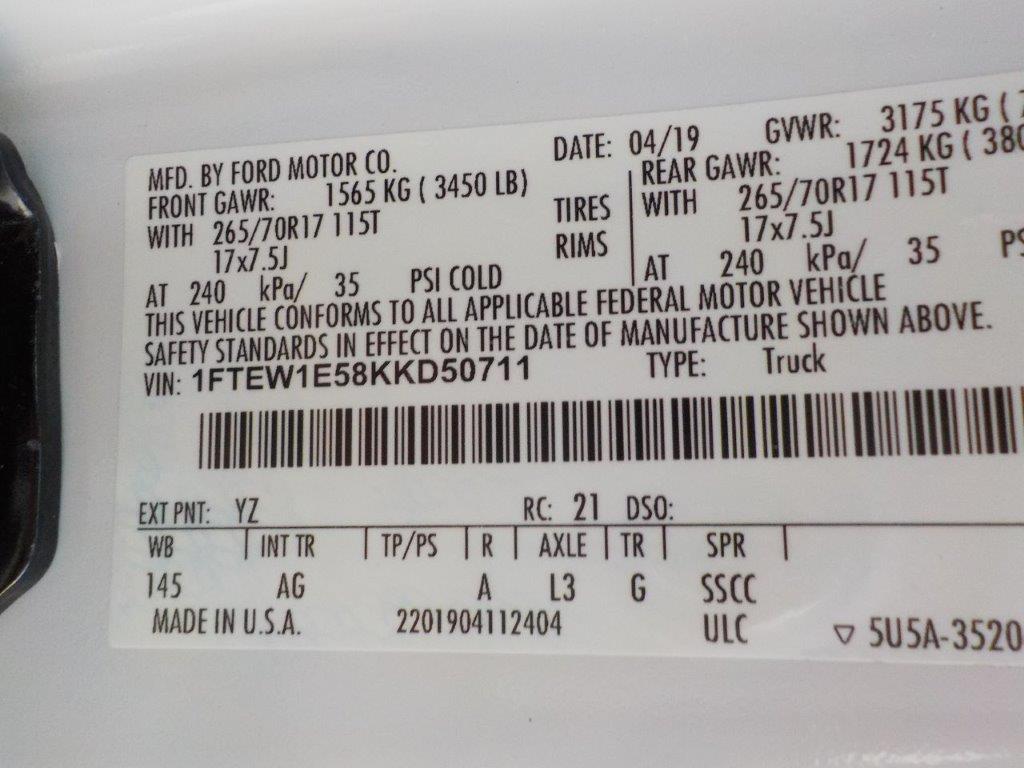 MFD. BY FORD MOTOR CO. DATE: 04/19 GVWR: 3175 KG ( 7
FRONT GAWR: 1565 KG ( 3450 LB) REAR GAWR: 1724 KG ( 380
WITH 265/70R17 115T TIRES WITH 265/70R17 115T
17x7.5J RIMS 17x7.5J
AT 240 kPa/ 35 PSI COLD AT 240 kPa/ 35 PS
THIS VEHICLE CONFORMS TO ALL APPLICABLE FEDERAL MOTOR VEHICLE
SAFETY STANDARDS IN EFFECT ON THE DATE OF MANUFACTURE SHOWN ABOVE.
VIN: 1FTEW1E58KKD50711 TYPE: Truck
EXT PNT: YZ RC: 21 DSO:
WB INT TR TP/PS R AXLE TR SPR
145 AG A L3 G SSCC
MADE IN U.S.A. 2201904112404 ULC ▽ 5U5A-3520